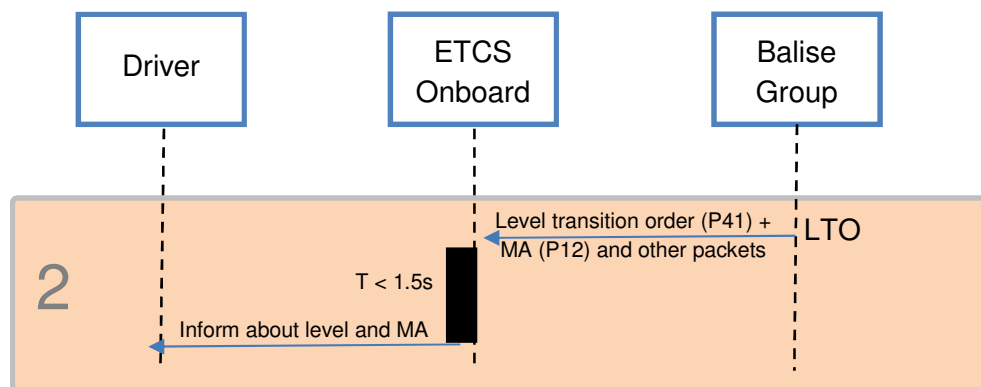 Driver
ETCS
Onboard
Balise
Group
Level transition order (P41) +
MA (P12) and other packets
LTO
2
T < 1.5s
Inform about level and MA